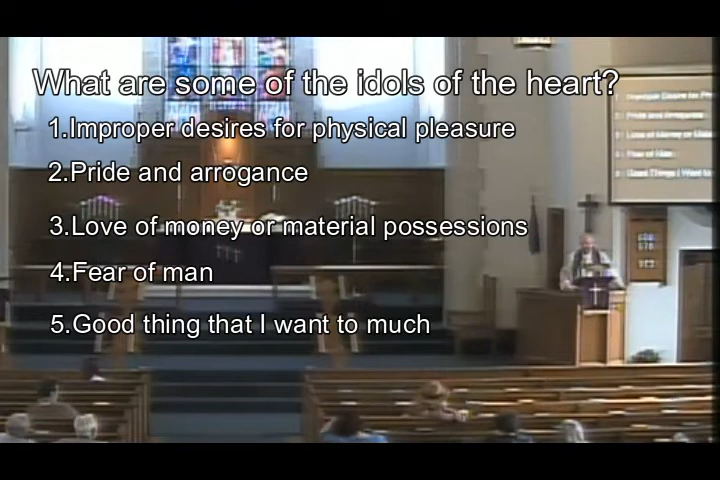 What are some of the idols of the heart?
1.Improper desires for physical pleasure
2.Pride and arrogance
3.Love of money or material possessions
4.Fear of man
5.Good thing that I want to much